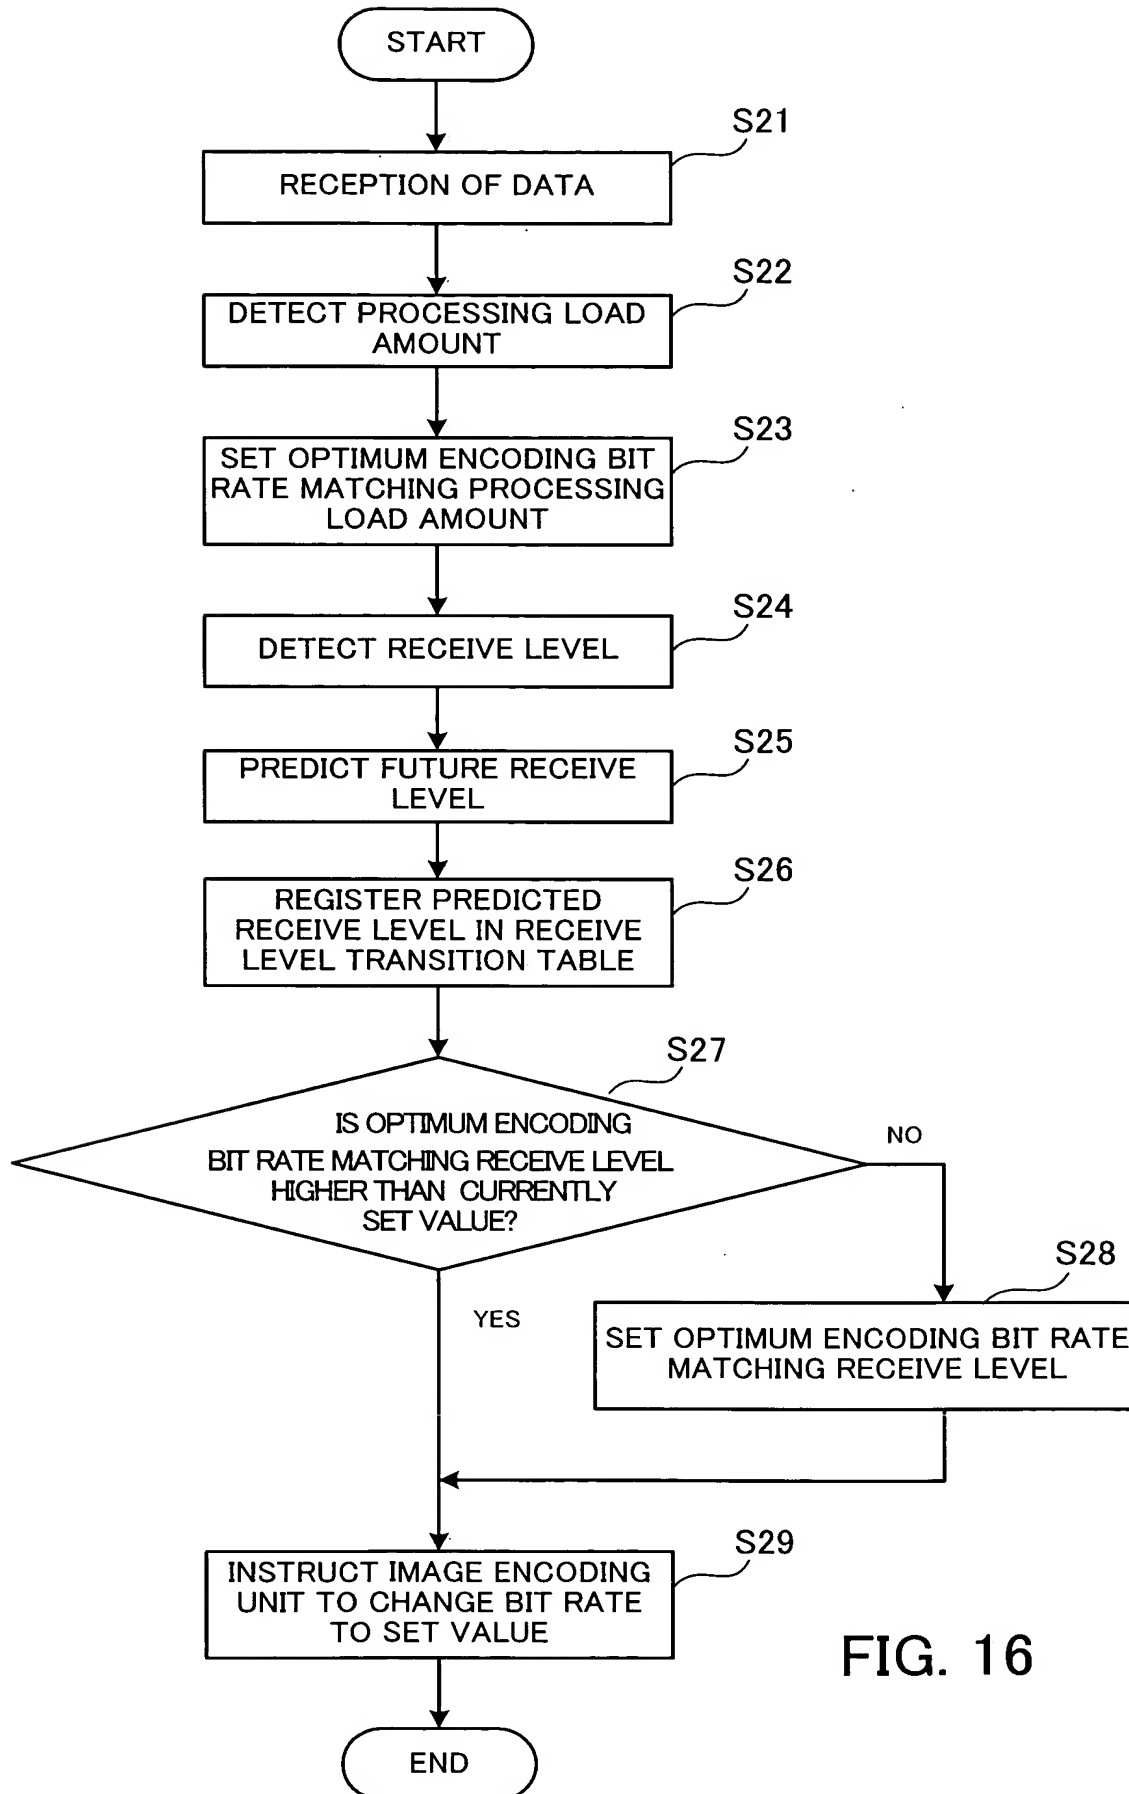 START
S21
RECEPTION OF DATA
S22
DETECT PROCESSING LOAD
AMOUNT
S23
SET OPTIMUM ENCODING BIT
RATE MATCHING PROCESSING
LOAD AMOUNT
S24
DETECT RECEIVE LEVEL
S25
PREDICT FUTURE RECEIVE
LEVEL
S26
REGISTER PREDICTED
RECEIVE LEVEL IN RECEIVE
LEVEL TRANSITION TABLE
S27
IS OPTIMUM ENCODING
BIT RATE MATCHING RECEIVE LEVEL
HIGHER THAN CURRENTLY
SET VALUE?
NO
YES
S28
SET OPTIMUM ENCODING BIT RATE
MATCHING RECEIVE LEVEL
S29
INSTRUCT IMAGE ENCODING
UNIT TO CHANGE BIT RATE
TO SET VALUE
FIG. 16
END